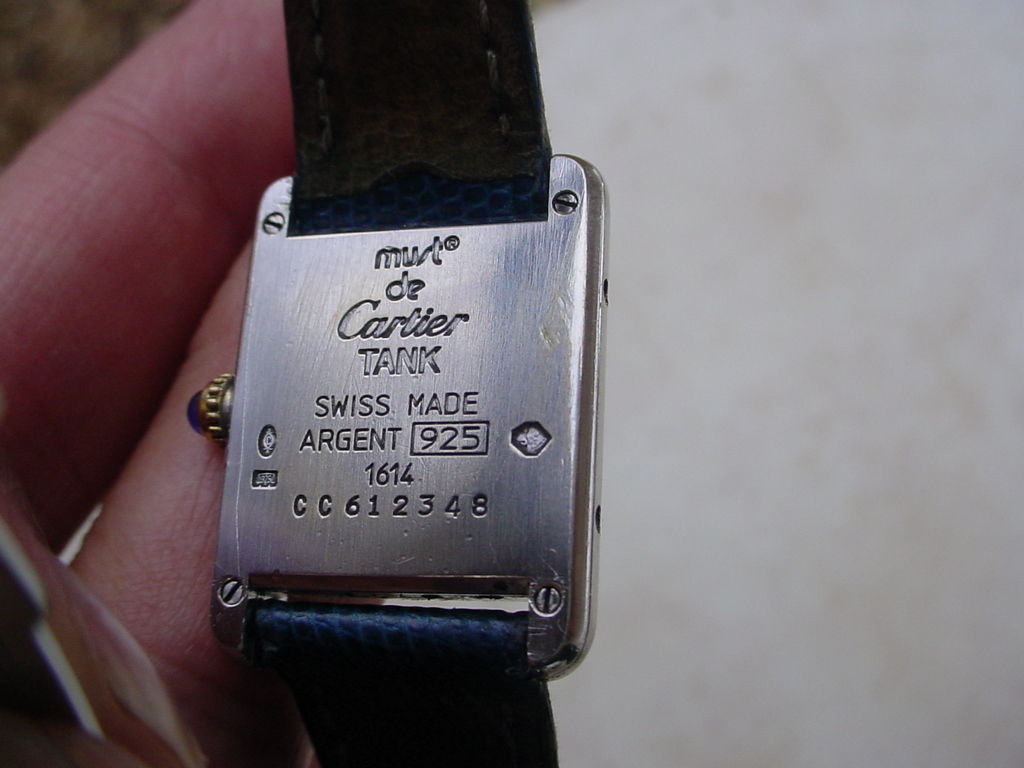 must®
de
Cartier
TANK
SWISS MADE
ARGENT 925
1614
CC612348